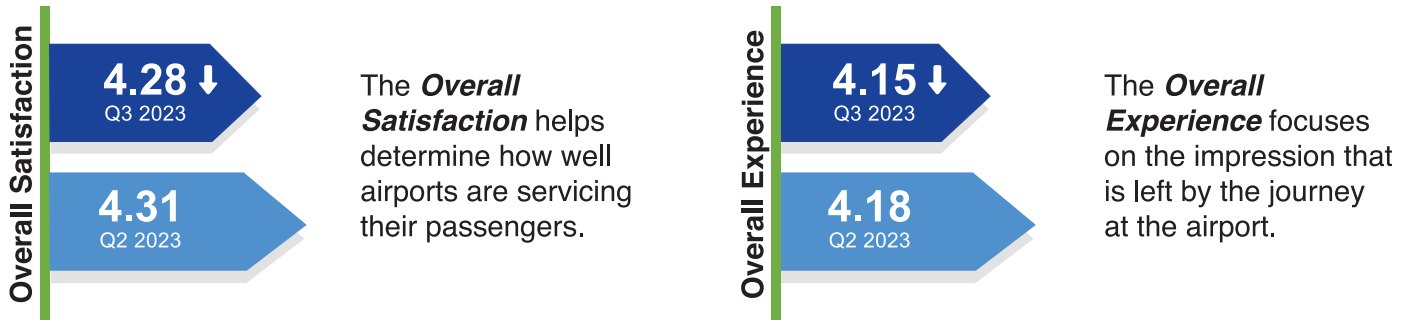 Overall Satisfaction
4.28
Q3 2023
4.31
Q2 2023
The Overall
Satisfaction helps
determine how well
airports are servicing
their passengers.
Overall Experience
4.15
Q3 2023
4.18
Q2 2023
The Overall
Experience focuses
on the impression that
is left by the journey
at the airport.